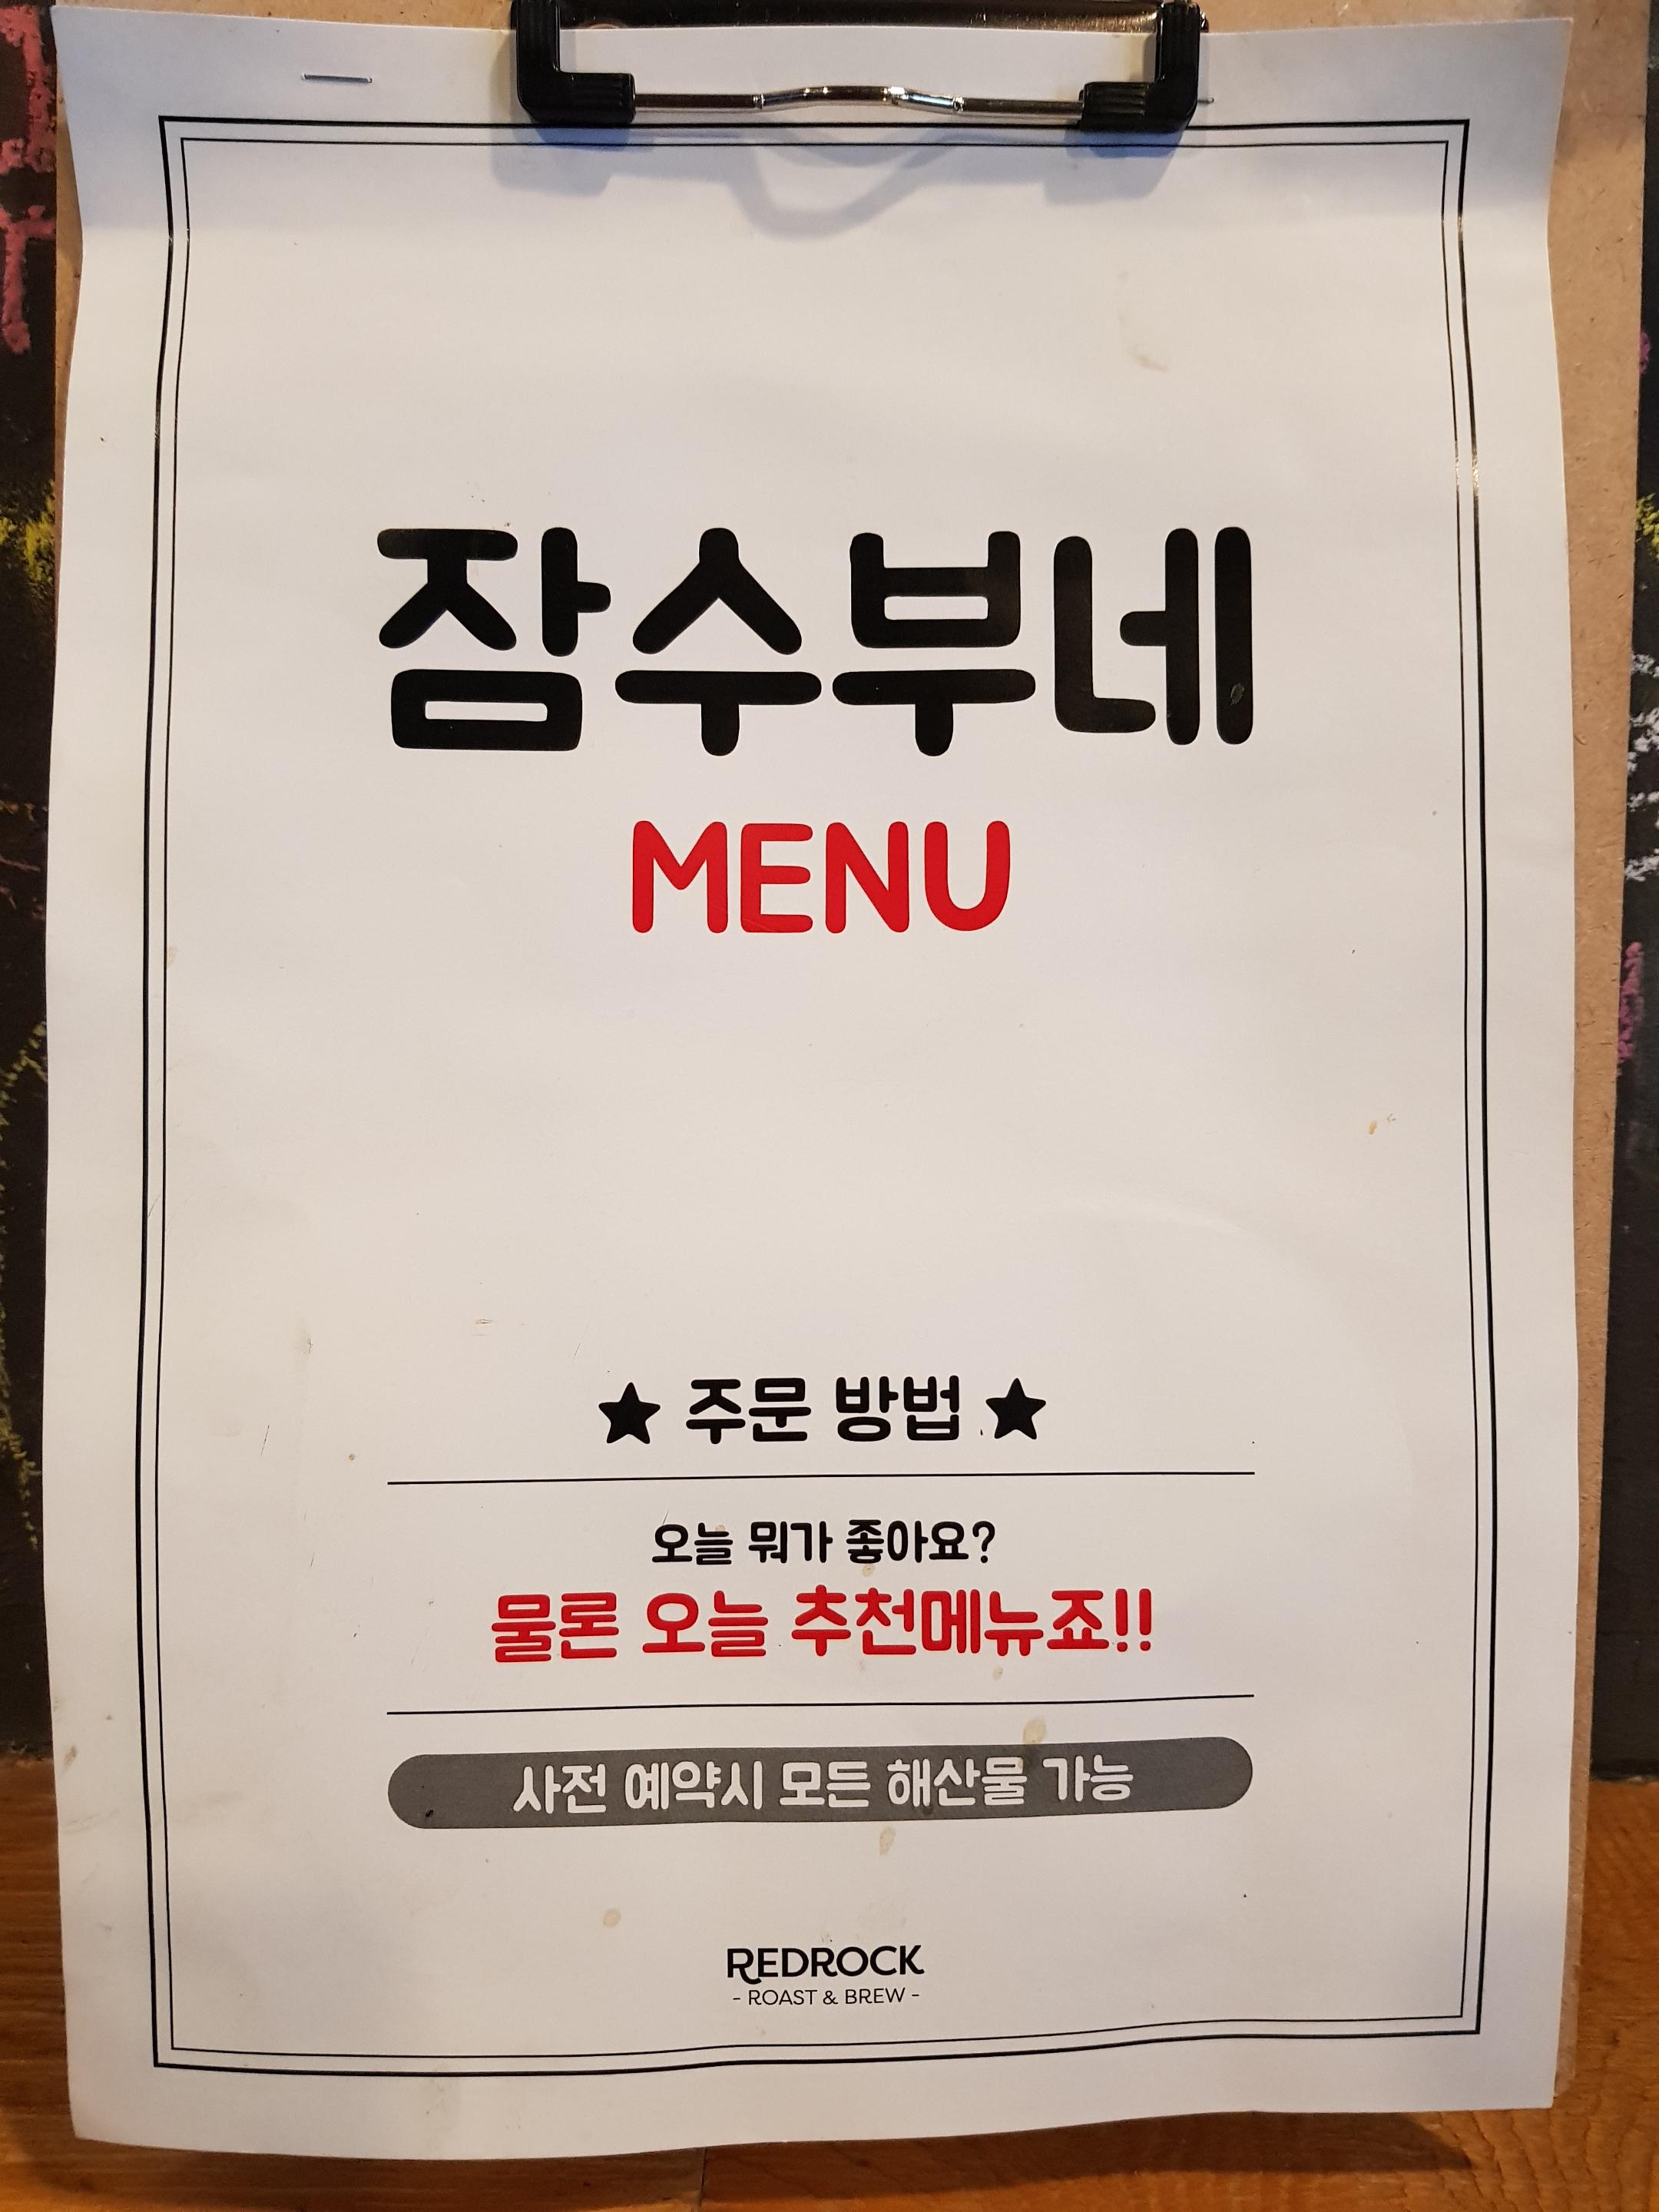 잠수부네
MENU
★ 주문 방법 ★
오늘 뭐가 좋아요?
물론 오늘 추천메뉴죠!!
사전 예약시 모든 해산물 가능
REDROCK
- ROAST & BREW -